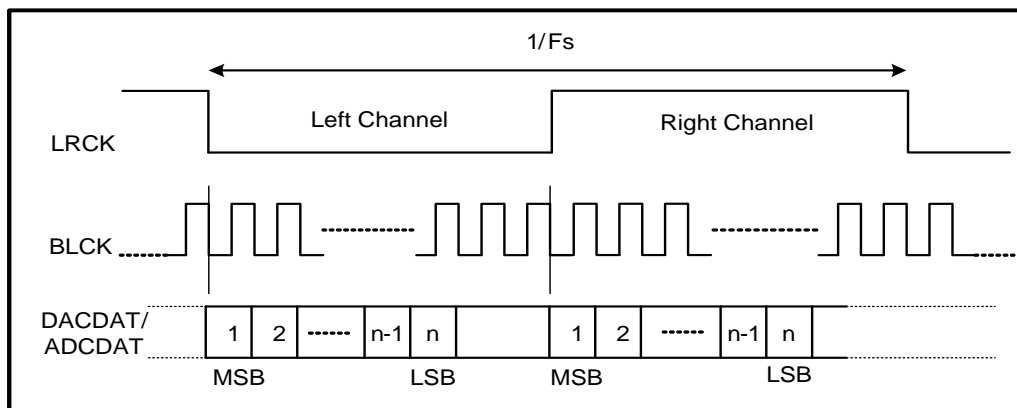 1/Fs
LRCK
Left Channel
Right Channel
BLCK
DACDAT/
ADCDAT
1 2 n-1 n 1 2 n-1 n
MSB LSB MSB LSB